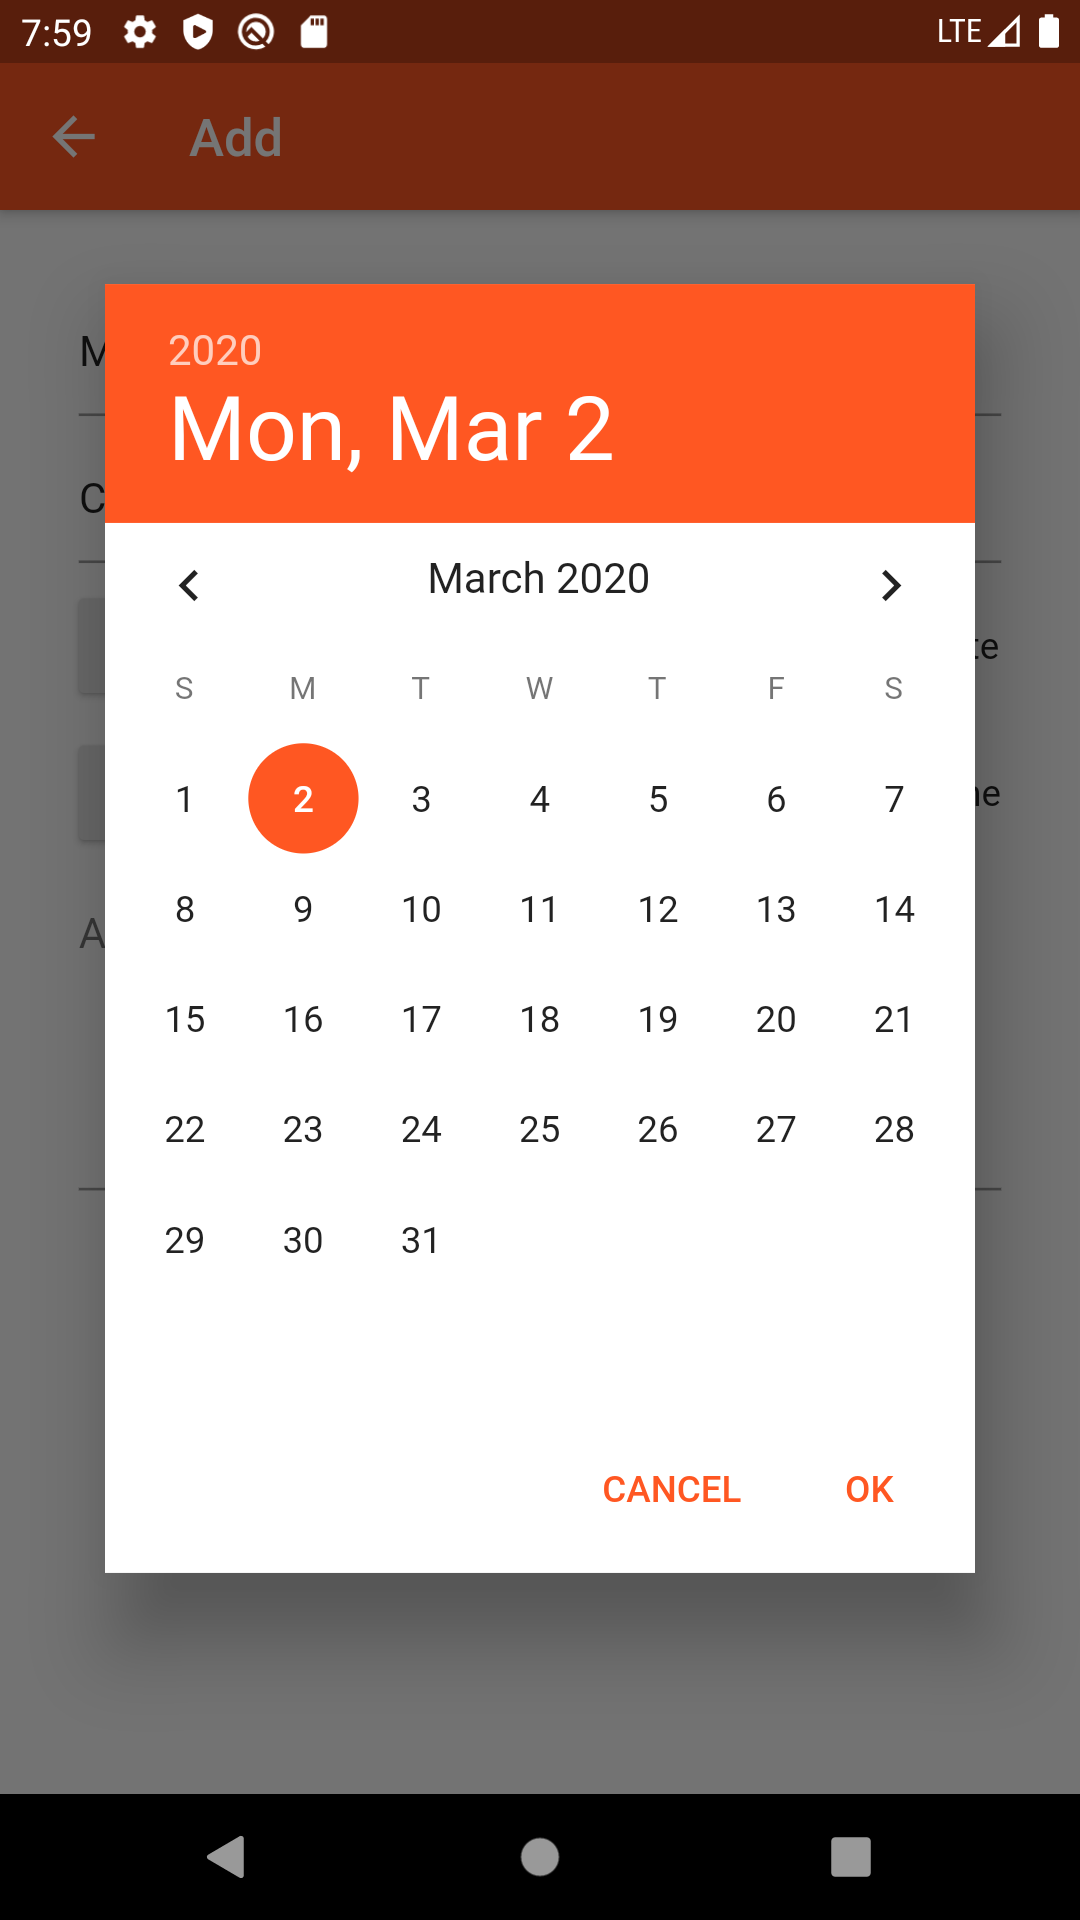 7:59 LTE
Add
2020
Mon, Mar 2
March 2020
S M T W T F S
1 2 3 4 5 6 7
8 9 10 11 12 13 14
15 16 17 18 19 20 21
22 23 24 25 26 27 28
29 30 31
CANCEL OK